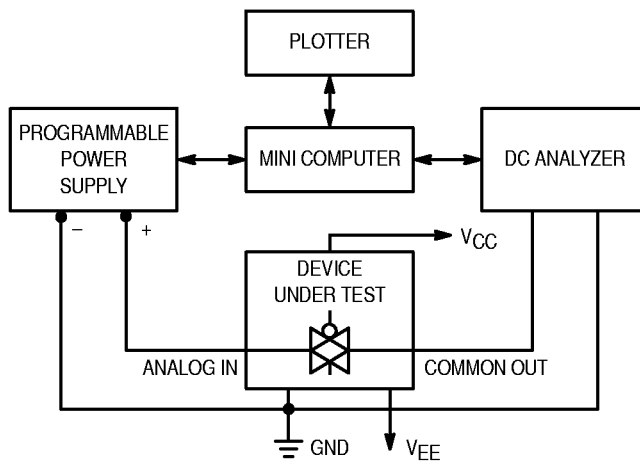 PLOTTER
PROGRAMMABLE
POWER
SUPPLY
MINI COMPUTER
DC ANALYZER
– +
VCC
DEVICE
UNDER TEST
ANALOG IN
COMMON OUT
GND
VEE